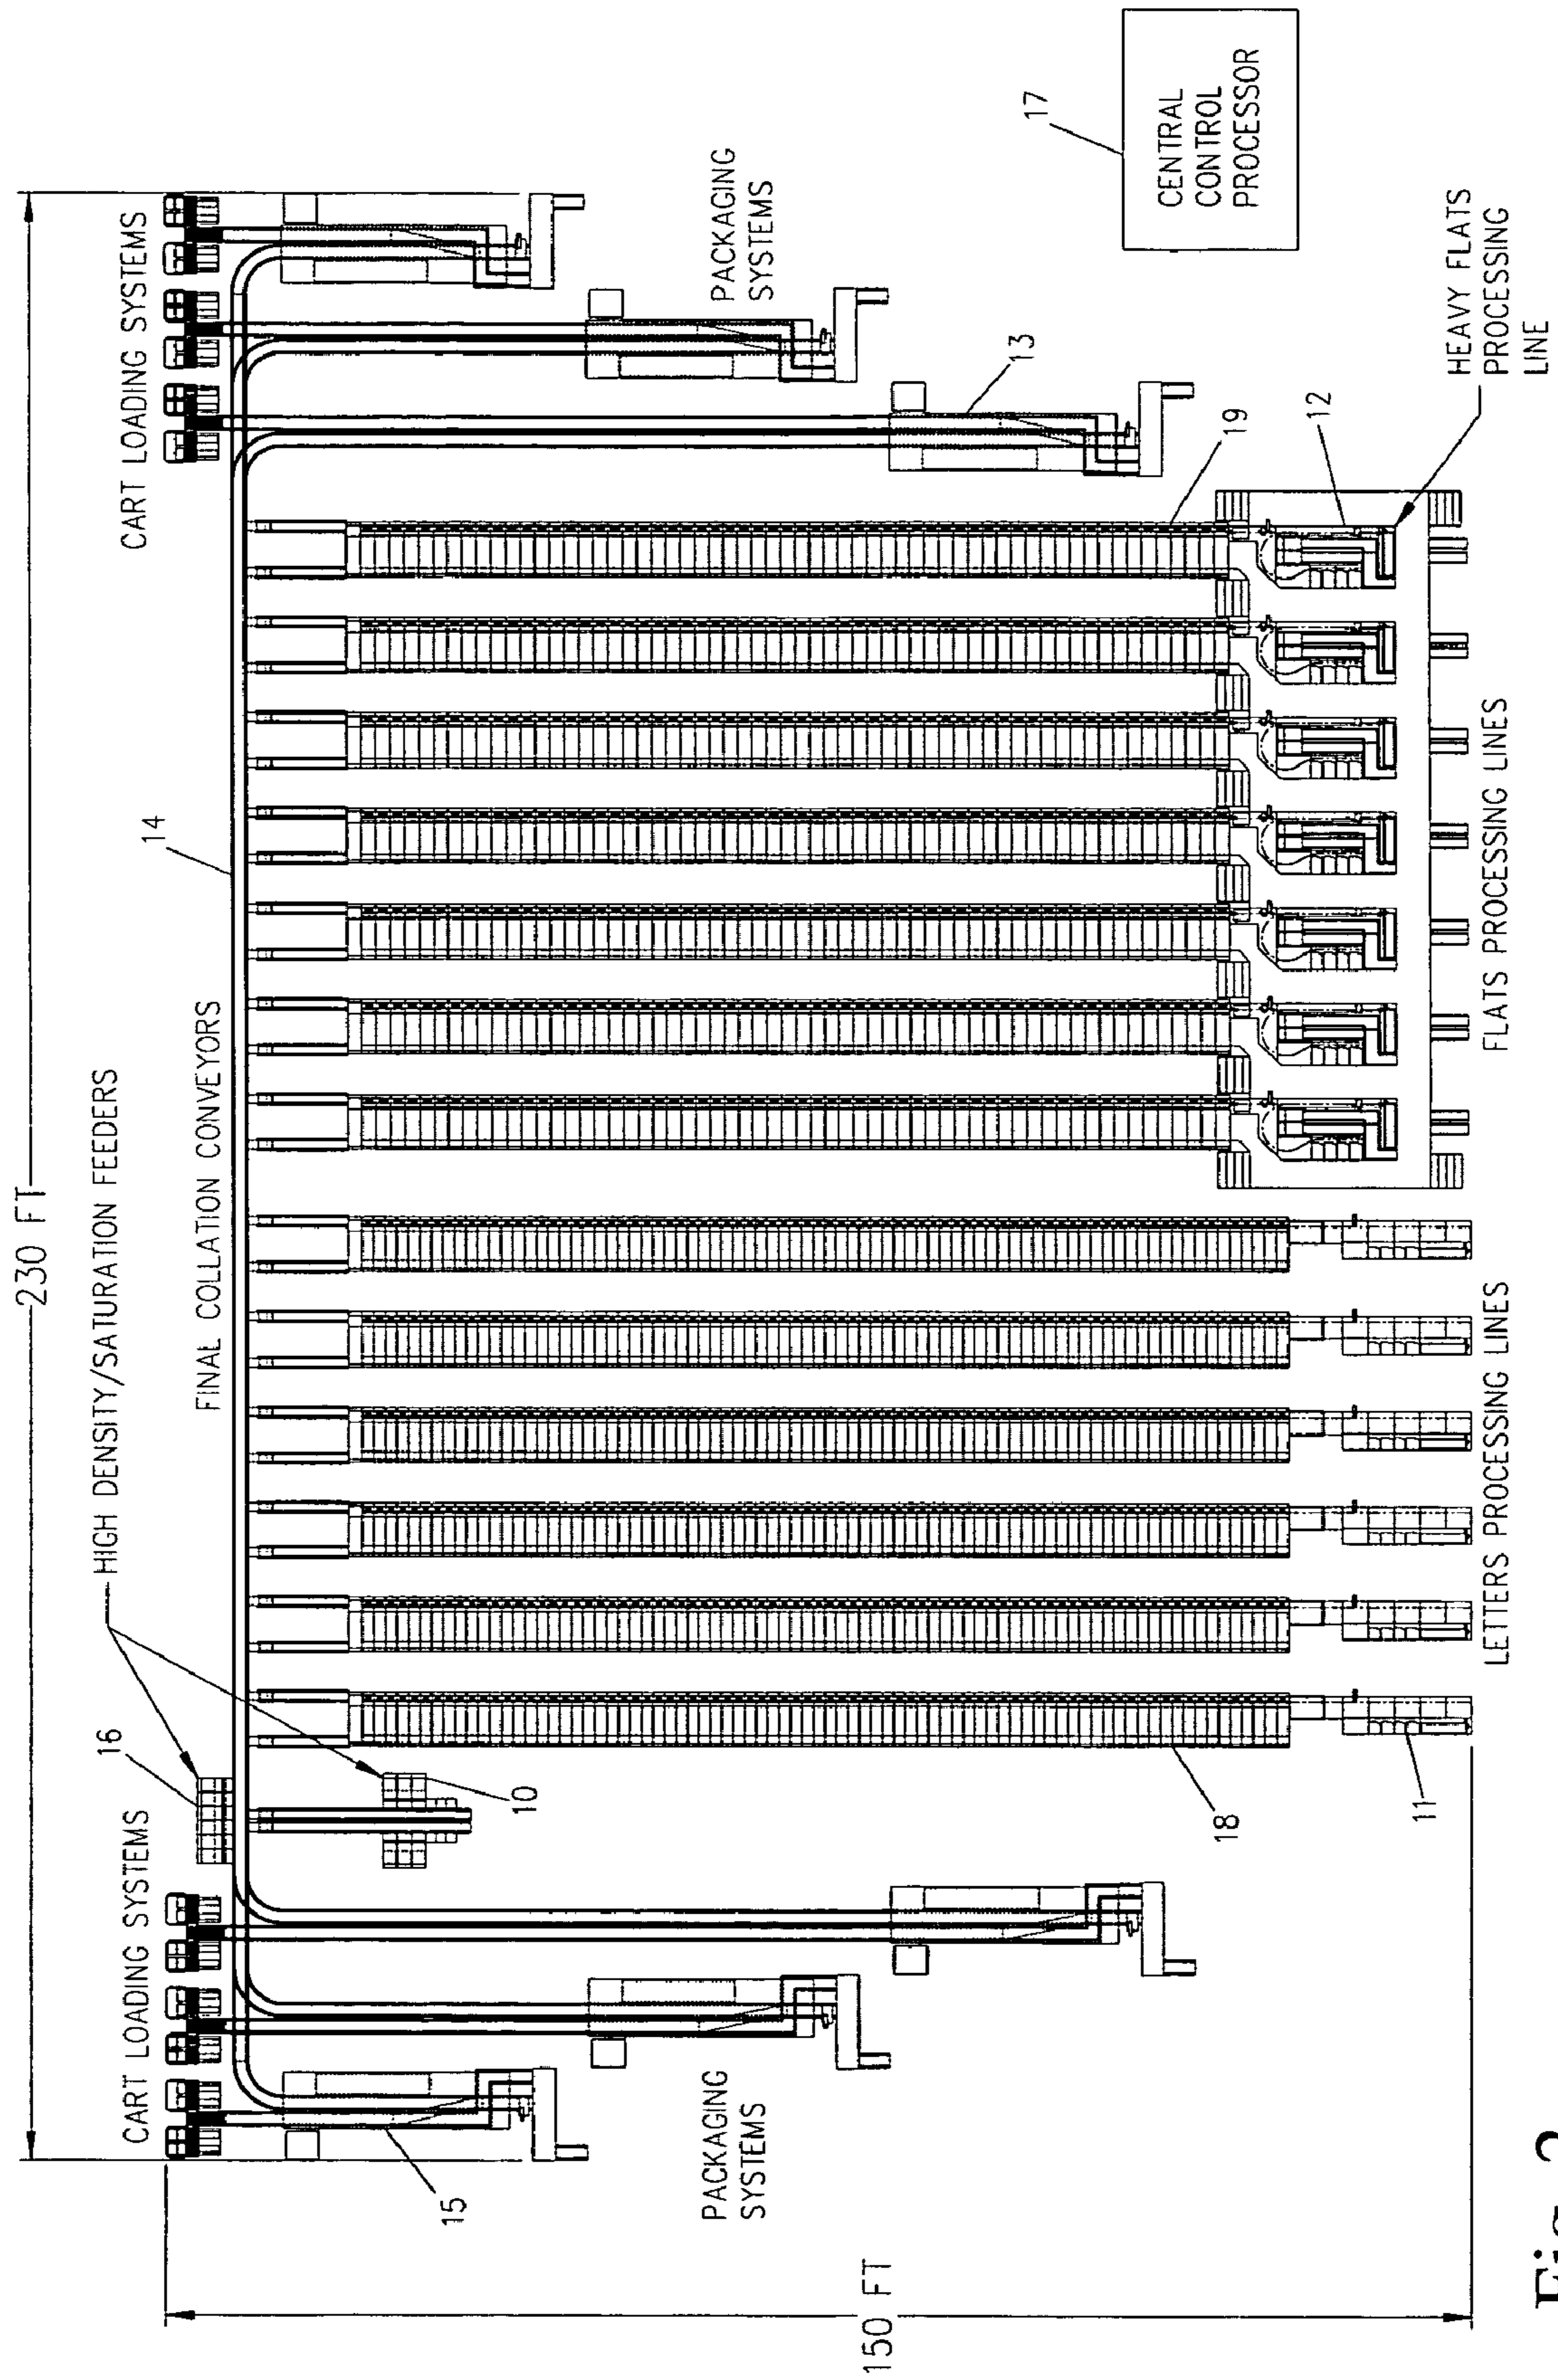 230 FT
CART LOADING SYSTEMS
16
HIGH DENSITY/SATURATION FEEDERS
FINAL COLLATION CONVEYORS
14
CART LOADING SYSTEMS
15
10
PACKAGING
SYSTEMS
PACKAGING
SYSTEMS
13
17
CENTRAL
CONTROL
PROCESSOR
150 FT
18
19
12
11
LETTERS PROCESSING LINES
FLATS PROCESSING LINES
HEAVY FLATS
PROCESSING
LINE
Fig. 2